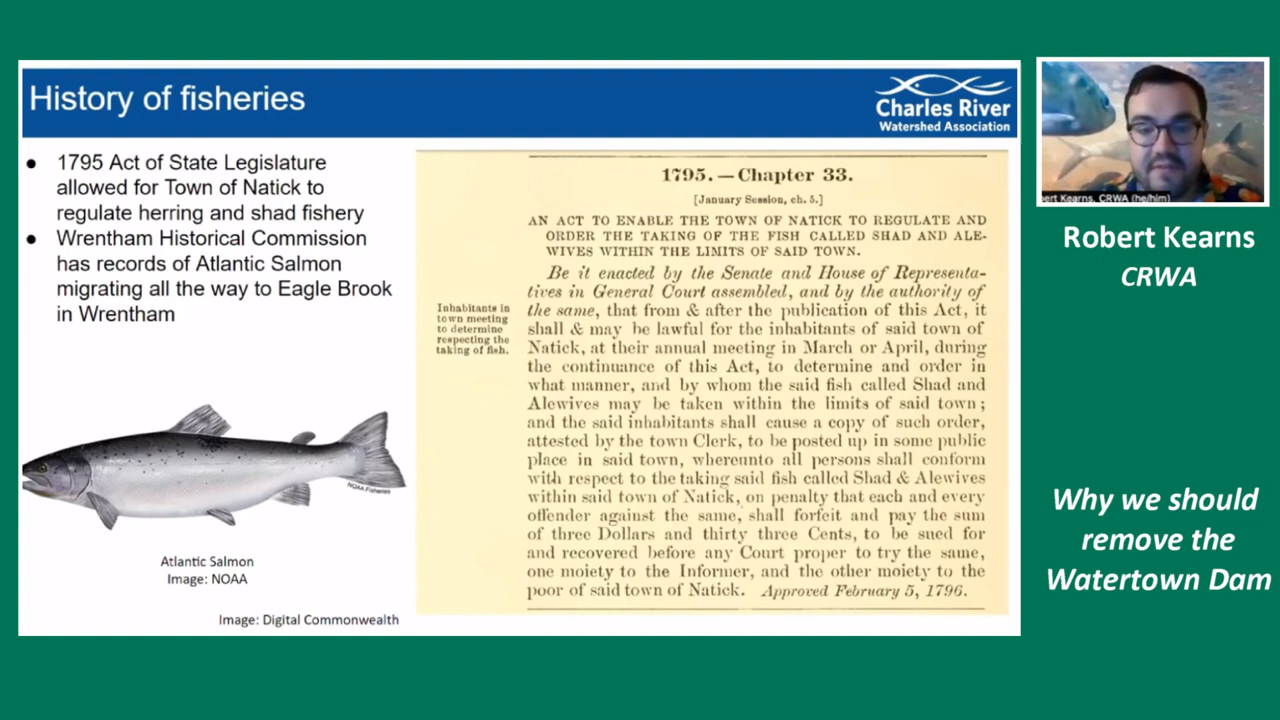 History of fisheries
Charles River
Watershed Association
● 1795 Act of State Legislature
allowed for Town of Natick to
regulate herring and shad fishery
● Wrentham Historical Commission
has records of Atlantic Salmon
migrating all the way to Eagle Brook
in Wrentham
NOAA Fisheries
Atlantic Salmon
Image: NOAA
Image: Digital Commonwealth
1795. — Chapter 33.
[January Session, ch. 5.]
AN ACT TO ENABLE THE TOWN OF NATICK TO REGULATE AND
ORDER THE TAKING OF THE FISH CALLED SHAD AND ALE-
WIVES WITHIN THE LIMITS OF SAID TOWN.
Inhabitants in
town meeting
to determine
respecting the
taking of fish.
Be it enacted by the Senate and House of Representa-
tives in General Court assembled, and by the authority of
the same, that from & after the publication of this Act, it
shall & may be lawful for the inhabitants of said town of
Natick, at their annual meeting in March or April, during
the continuance of this Act, to determine and order in
what manner, and by whom the said fish called Shad and
Alewives may be taken within the limits of said town;
and the said inhabitants shall cause a copy of such order,
attested by the town Clerk, to be posted up in some public
place in said town, whereunto all persons shall conform
with respect to the taking said fish called Shad & Alewives
within said town of Natick, on penalty that each and every
offender against the same, shall forfeit and pay the sum
of three Dollars and thirty three Cents, to be sued for
and recovered before any Court proper to try the same,
one moiety to the Informer, and the other moiety to the
poor of said town of Natick. Approved February 5, 1796.
Kearns, CRWA (he/him)
Robert Kearns
CRWA
Why we should
remove the
Watertown Dam